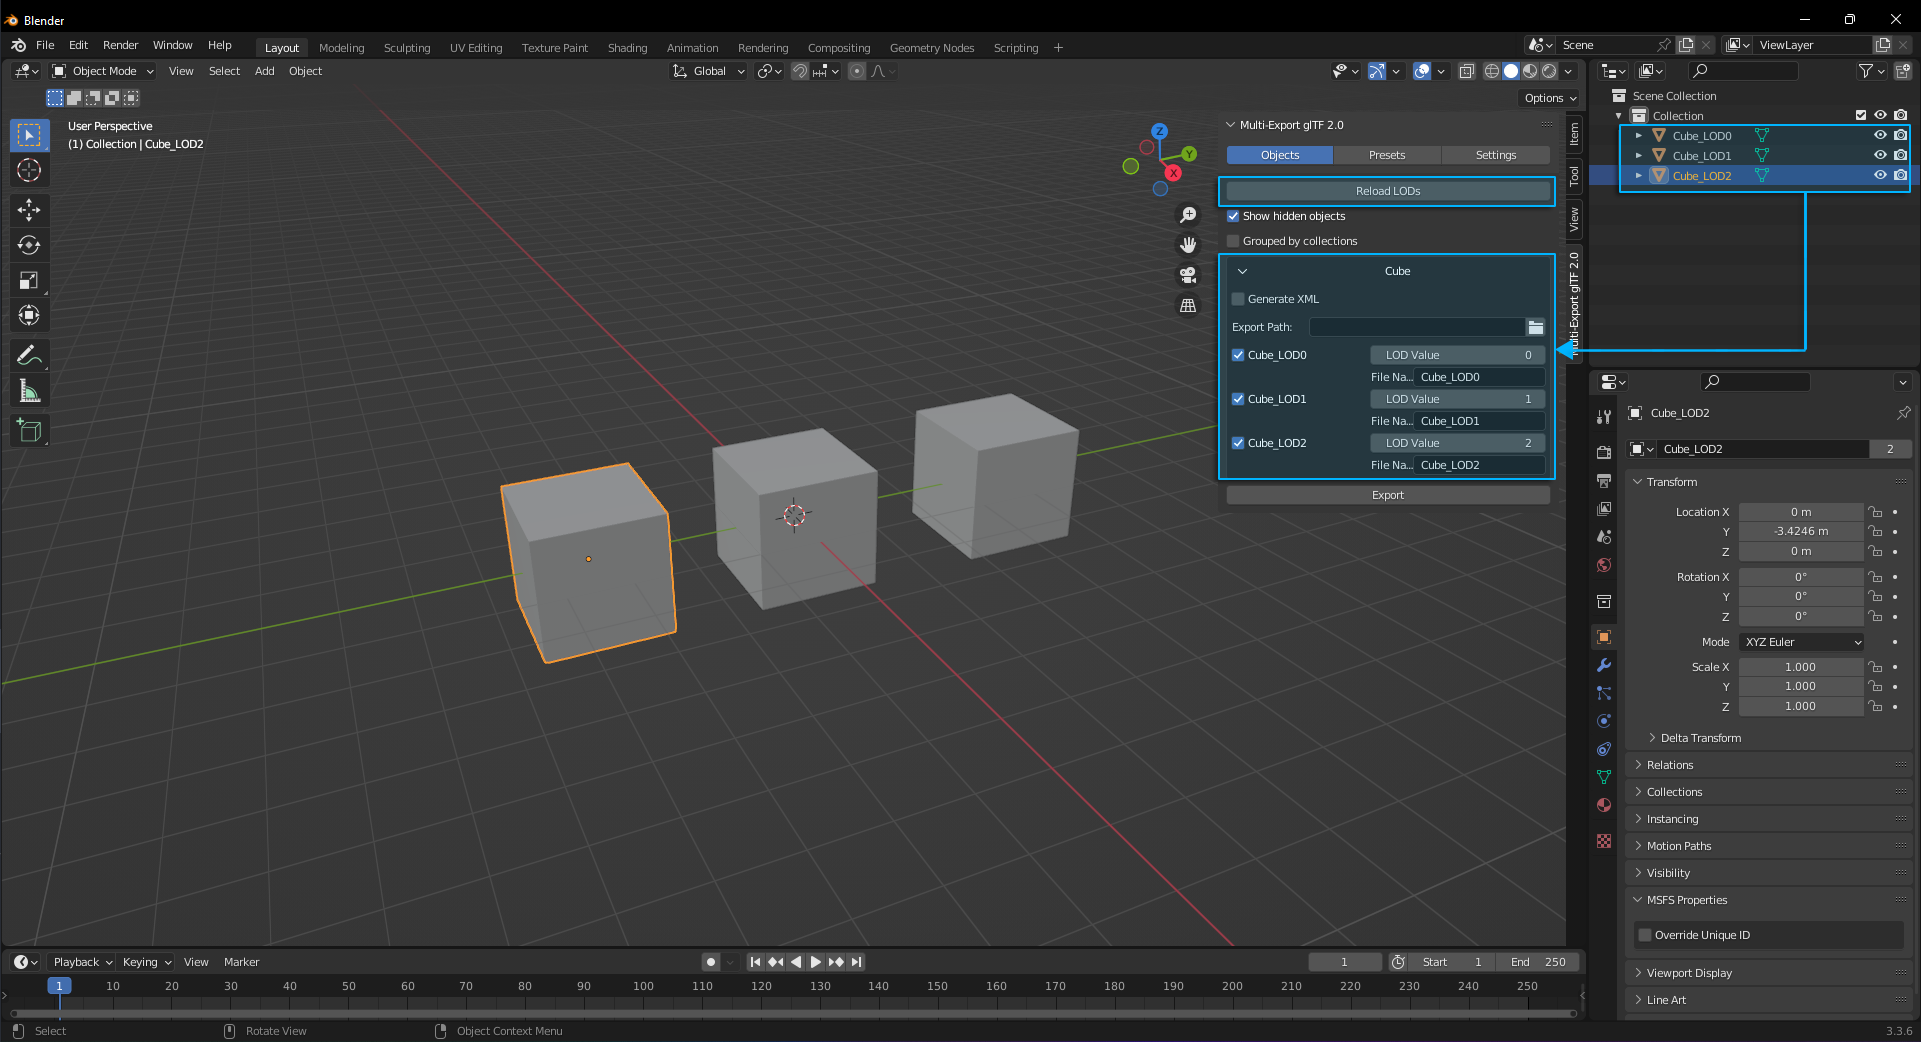 Blender
File Edit Render Window Help Layout Modeling Sculpting UV Editing Texture Paint Shading Animation Rendering Compositing Geometry Nodes Scripting + Scene ViewLayer
Object Mode View Select Add Object Global
Options
User Perspective
(1) Collection | Cube_LOD2
Z
Y
X
Multi-Export glTF 2.0
Objects Presets Settings
Reload LODs
Show hidden objects
Grouped by collections
Cube
Generate XML
Export Path:
Cube_LOD0 LOD Value 0
File Na... Cube_LOD0
Cube_LOD1 LOD Value 1
File Na... Cube_LOD1
Cube_LOD2 LOD Value 2
File Na... Cube_LOD2
Export
Item
Tool
View
Multi-Export glTF 2.0
Scene Collection
Collection
Cube_LOD0
Cube_LOD1
Cube_LOD2
Cube_LOD2
Cube_LOD2 2
Transform
Location X 0 m
Y -3.4246 m
Z 0 m
Rotation X 0°
Y 0°
Z 0°
Mode XYZ Euler
Scale X 1.000
Y 1.000
Z 1.000
Delta Transform
Relations
Collections
Instancing
Motion Paths
Visibility
MSFS Properties
Override Unique ID
Viewport Display
Line Art
Playback Keying View Marker 1 Start 1 End 250
1 10 20 30 40 50 60 70 80 90 100 110 120 130 140 150 160 170 180 190 200 210 220 230 240 250
Select Rotate View Object Context Menu 3.3.6